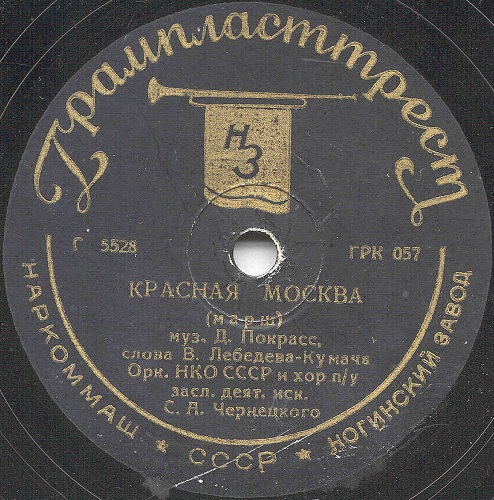 Грампласттрест
НЗ
Г 5528
ГРК 057
КРАСНАЯ МОСКВА
(марш)
муз. Д. Покрасс,
слова В. Лебедева-Кумача
Орк. НКО СССР и хор п/у
засл. деят. иск.
С. А. Чернецкого
НАРКОММАШ ★ СССР ★ НОГИНСКИЙ ЗАВОД